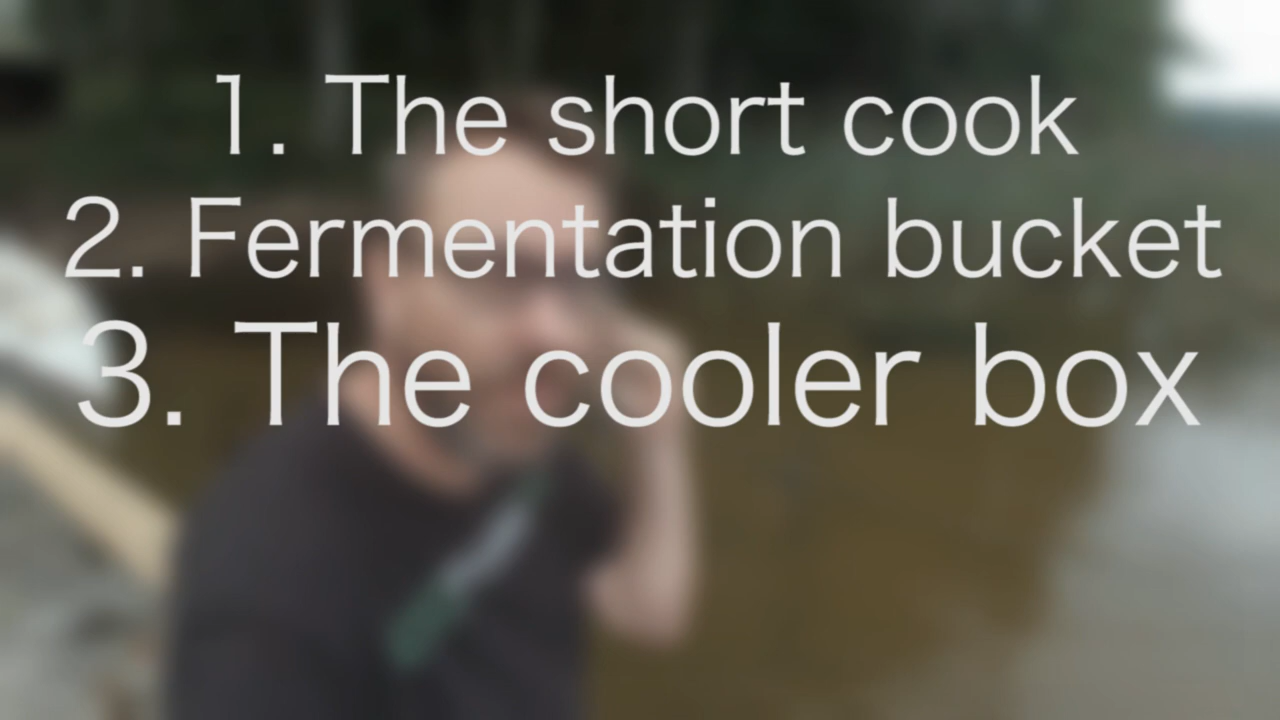 1. The short cook
2. Fermentation bucket
3. The cooler box